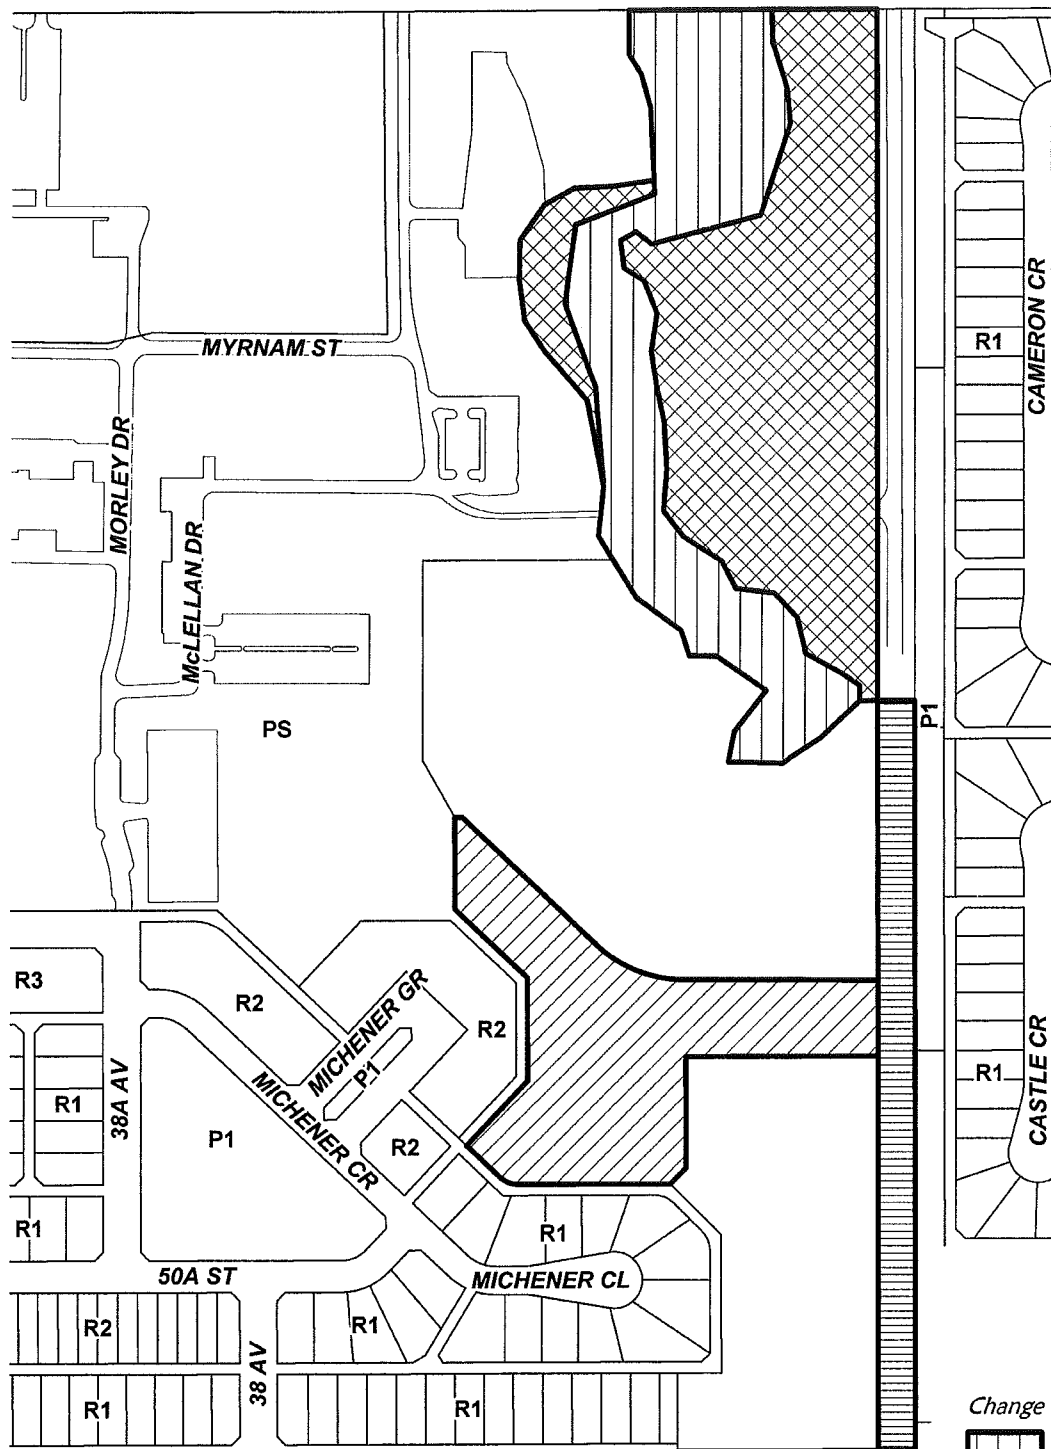 MYRNAM ST
R1
CAMERON CR
MORLEY DR
McLELLAN DR
P1
PS
R3
R2
MICHENER GR
R2
P1
R1
CASTLE CR
R1
38A AV
P1
MICHENER CR
R2
R1
R1
50A ST
MICHENER CL
R2
R1
38 AV
R1
R1
Change